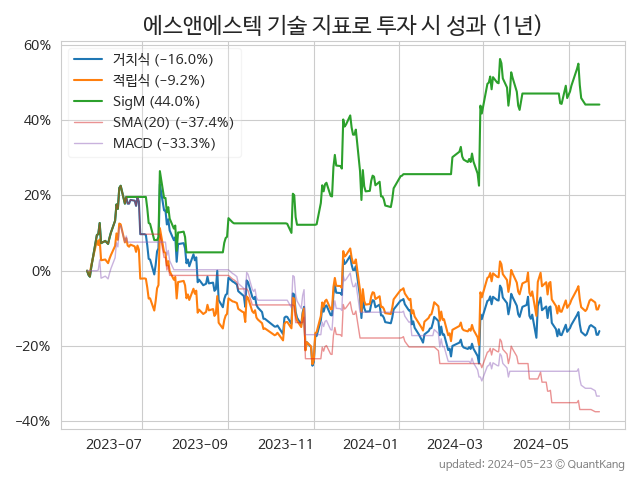 에스앤에스텍 기술 지표로 투자 시 성과 (1년)
거치식 (−16.0%)
적립식 (−9.2%)
SigM (44.0%)
SMA(20) (−37.4%)
MACD (−33.3%)
60%
40%
20%
0%
−20%
−40%
2023-07 2023-09 2023-11 2024-01 2024-03 2024-05
updated: 2024-05-23 © QuantKang